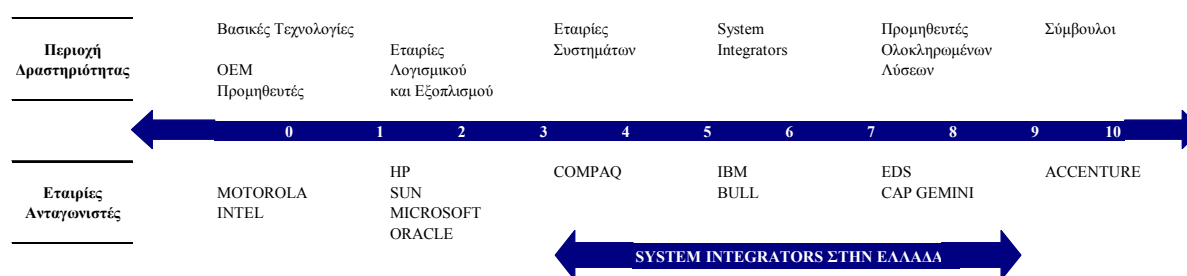 Περιοχή
Δραστηριότητας
Βασικές Τεχνολογίες
OEM
Προμηθευτές
Εταιρίες
Λογισμικού
και Εξοπλισμού
Εταιρίες
Συστημάτων
System
Integrators
Προμηθευτές
Ολοκληρωμένων
Λύσεων
Σύμβουλοι
0 1 2 3 4 5 6 7 8 9 10
Εταιρίες
Ανταγωνιστές
MOTOROLA
INTEL
HP
SUN
MICROSOFT
ORACLE
COMPAQ
IBM
BULL
EDS
CAP GEMINI
ACCENTURE
SYSTEM INTEGRATORS ΣΤΗΝ ΕΛΛΑΔΑ